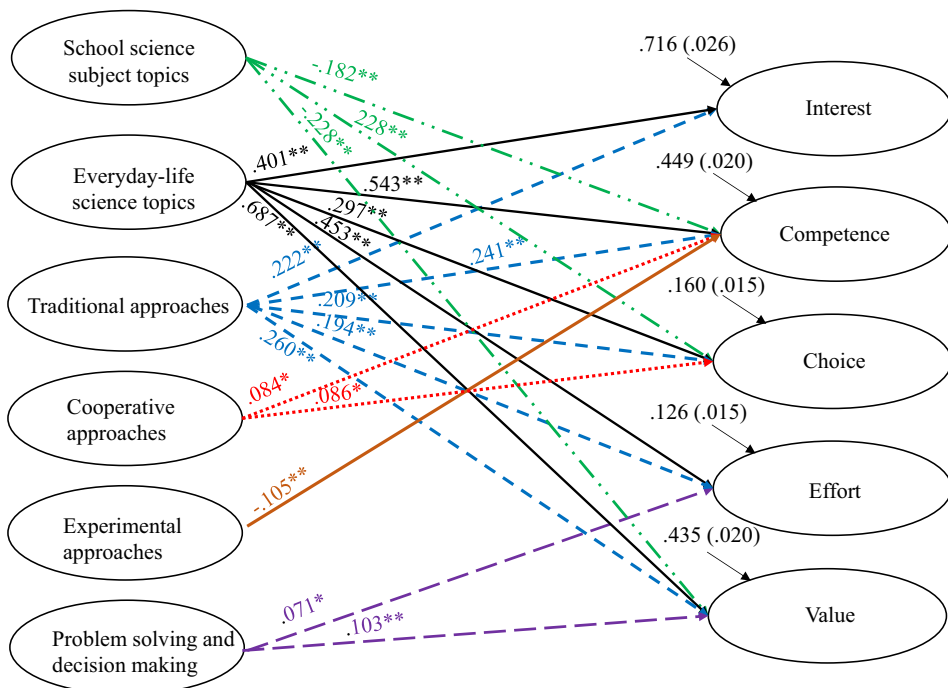 School science
subject topics
Everyday-life
science topics
Traditional approaches
Cooperative
approaches
Experimental
approaches
Problem solving and
decision making
-.182**
.228**
-.228**
.401**
.543**
.297**
.453**
.687**
.222**
.241**
.209**
.194**
.260**
.084*
.086*
-.105**
.071*
.103**
.716 (.026)
Interest
.449 (.020)
Competence
.160 (.015)
Choice
.126 (.015)
Effort
.435 (.020)
Value